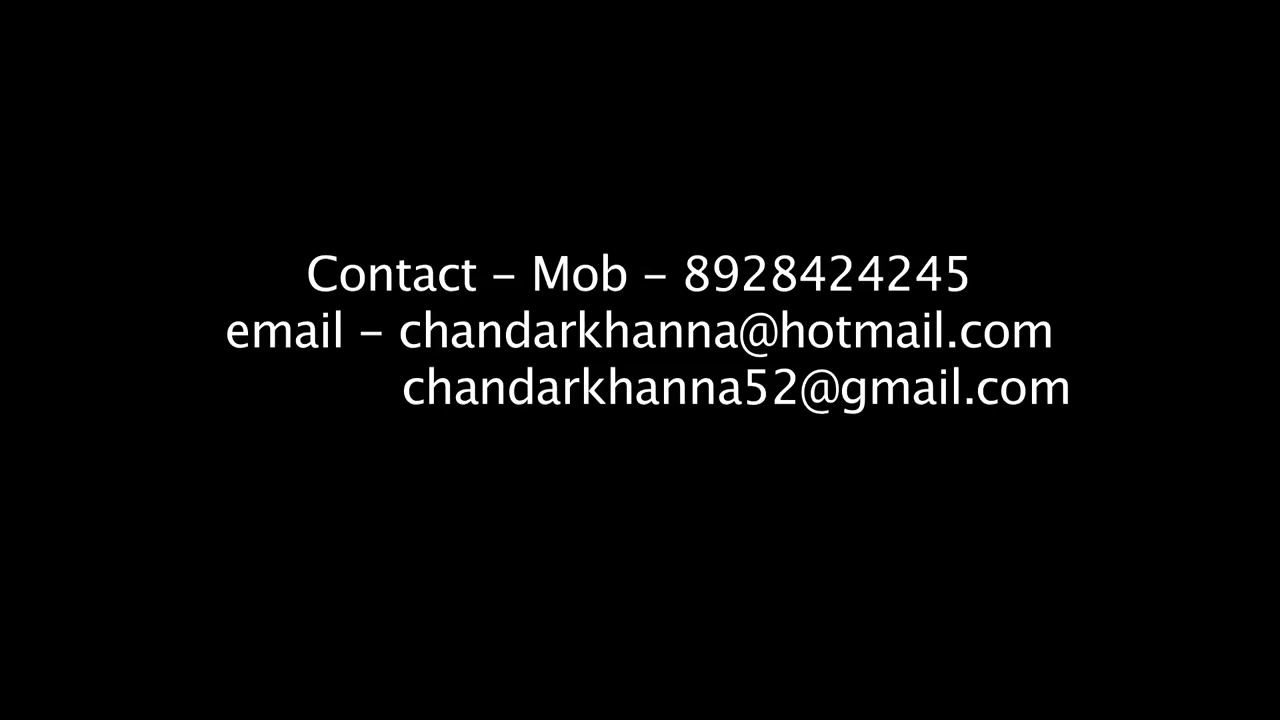 Contact – Mob – 8928424245
email – chandarkhanna@hotmail.com
chandarkhanna52@gmail.com